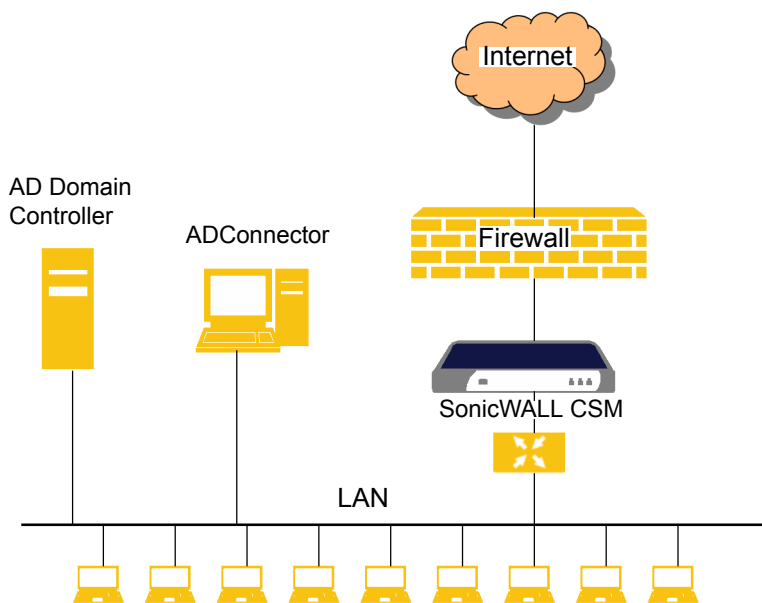 Internet
AD Domain
Controller
ADConnector
Firewall
SonicWALL CSM
LAN